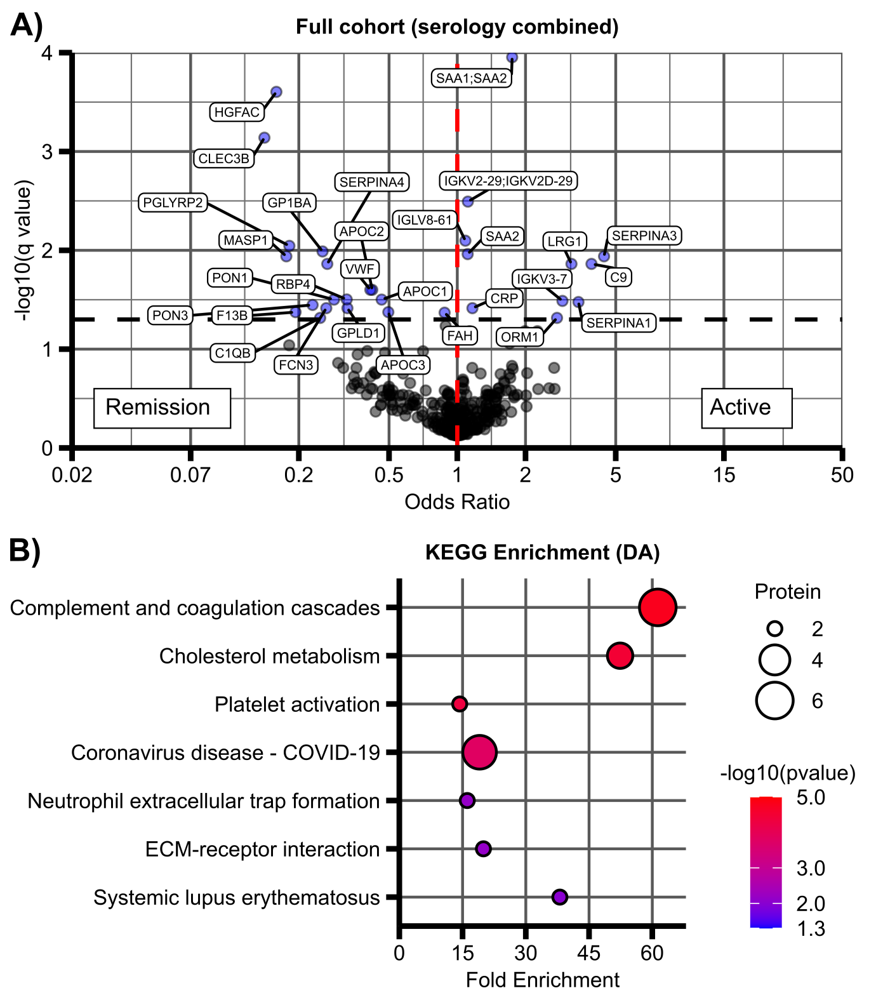 A)
Full cohort (serology combined)
-log10(q value)
4
3
2
1
0
SAA1;SAA2
HGFAC
CLEC3B
SERPINA4
IGKV2-29;IGKV2D-29
PGLYRP2
GP1BA
IGLV8-61
APOC2
MASP1
SAA2
LRG1
SERPINA3
VWF
PON1
RBP4
IGKV3-7
C9
APOC1
CRP
PON3
F13B
SERPINA1
GPLD1
FAH
ORM1
C1QB
FCN3
APOC3
Remission
Active
0.02
0.07
0.2
0.5
1
2
5
15
50
Odds Ratio
B)
KEGG Enrichment (DA)
Complement and coagulation cascades
Cholesterol metabolism
Platelet activation
Coronavirus disease - COVID-19
Neutrophil extracellular trap formation
ECM-receptor interaction
Systemic lupus erythematosus
0
15
30
45
60
Fold Enrichment
Protein
2
4
6
-log10(pvalue)
5.0
3.0
2.0
1.3